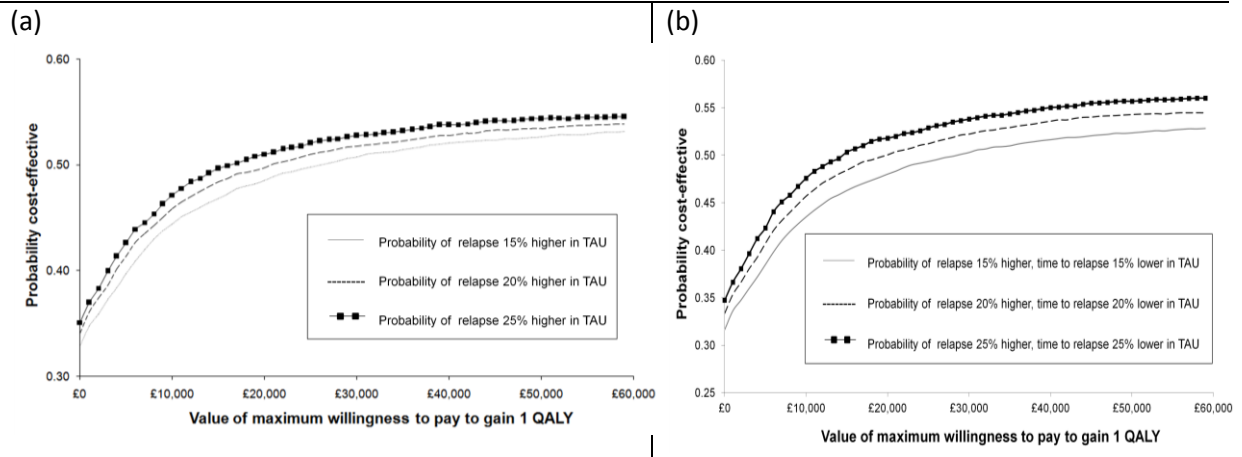 (a)
0.60
0.50
0.40
0.30
Probability cost-effective
Probability of relapse 15% higher in TAU
Probability of relapse 20% higher in TAU
Probability of relapse 25% higher in TAU
£0 £10,000 £20,000 £30,000 £40,000 £50,000 £60,000
Value of maximum willingness to pay to gain 1 QALY
(b)
0.60
0.55
0.50
0.45
0.40
0.35
0.30
0.25
Probability cost-effective
Probability of relapse 15% higher, time to relapse 15% lower in TAU
Probability of relapse 20% higher, time to relapse 20% lower in TAU
Probability of relapse 25% higher, time to relapse 25% lower in TAU
£0 £10,000 £20,000 £30,000 £40,000 £50,000 £60,000
Value of maximum willingness to pay to gain 1 QALY